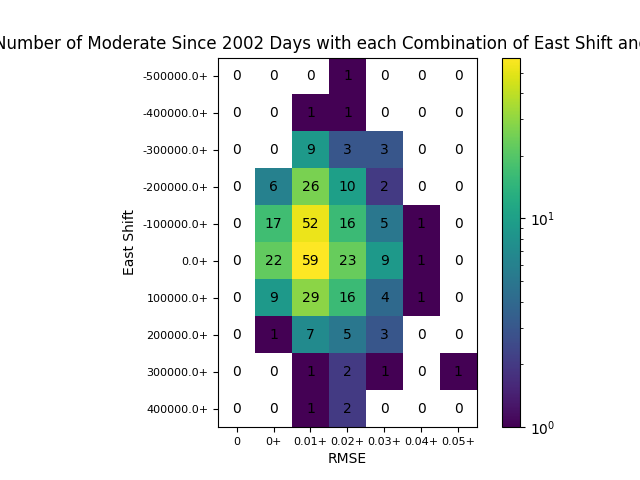 Number of Moderate Since 2002 Days with each Combination of East Shift an
-500000.0+ 0 0 0 1 0 0 0
-400000.0+ 0 0 1 1 0 0 0
-300000.0+ 0 0 9 3 3 0 0
-200000.0+ 0 6 26 10 2 0 0
-100000.0+ 0 17 52 16 5 1 0
0.0+ 0 22 59 23 9 1 0
100000.0+ 0 9 29 16 4 1 0
200000.0+ 0 1 7 5 3 0 0
300000.0+ 0 0 1 2 1 0 1
400000.0+ 0 0 1 2 0 0 0
0 0+ 0.01+ 0.02+ 0.03+ 0.04+ 0.05+
RMSE
East Shift
10¹
10⁰